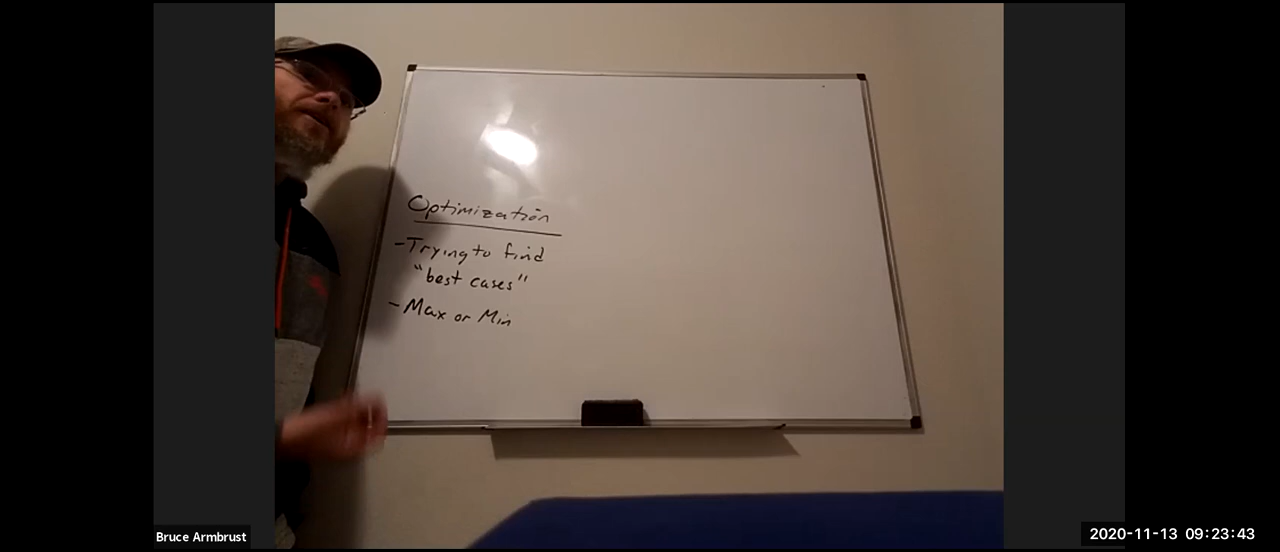 Optimization
-Trying to find
"best cases"
-Max or Min
Bruce Armbrust
2020-11-13 09:23:43